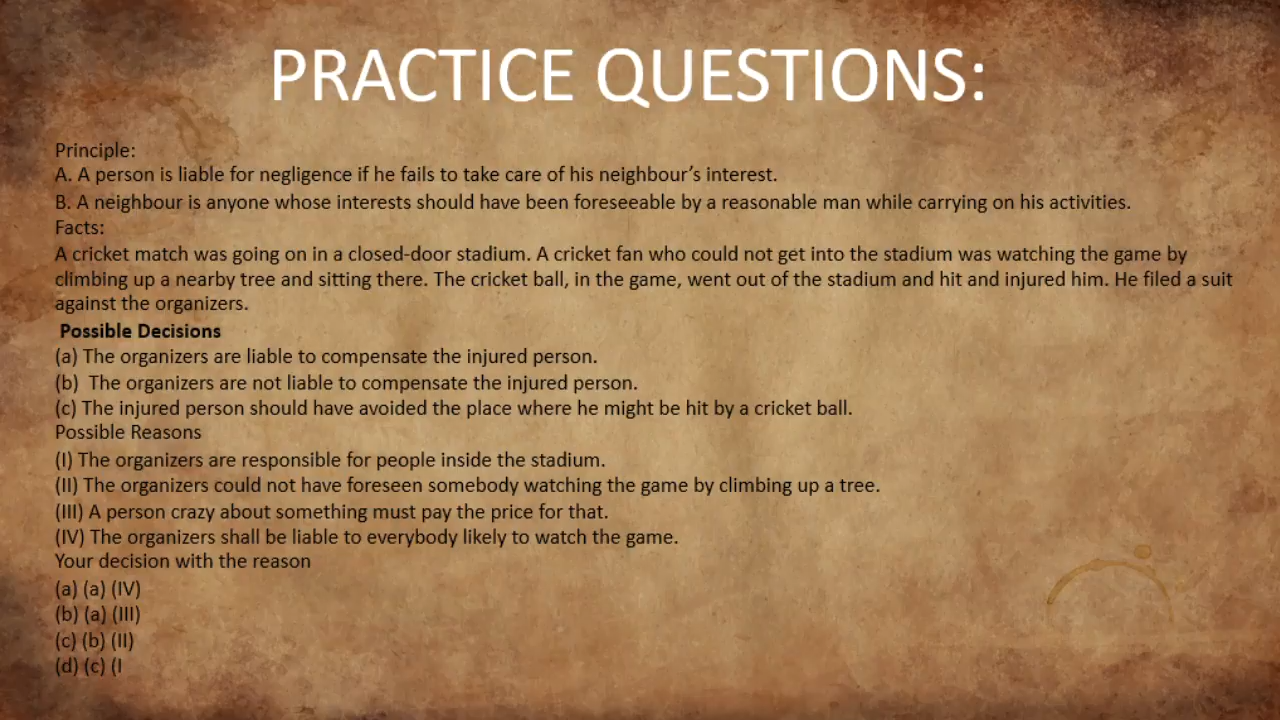 PRACTICE QUESTIONS:
Principle:
A. A person is liable for negligence if he fails to take care of his neighbour’s interest.
B. A neighbour is anyone whose interests should have been foreseeable by a reasonable man while carrying on his activities.
Facts:
A cricket match was going on in a closed-door stadium. A cricket fan who could not get into the stadium was watching the game by
climbing up a nearby tree and sitting there. The cricket ball, in the game, went out of the stadium and hit and injured him. He filed a suit
against the organizers.
Possible Decisions
(a) The organizers are liable to compensate the injured person.
(b) The organizers are not liable to compensate the injured person.
(c) The injured person should have avoided the place where he might be hit by a cricket ball.
Possible Reasons
(I) The organizers are responsible for people inside the stadium.
(II) The organizers could not have foreseen somebody watching the game by climbing up a tree.
(III) A person crazy about something must pay the price for that.
(IV) The organizers shall be liable to everybody likely to watch the game.
Your decision with the reason
(a) (a) (IV)
(b) (a) (III)
(c) (b) (II)
(d) (c) (I